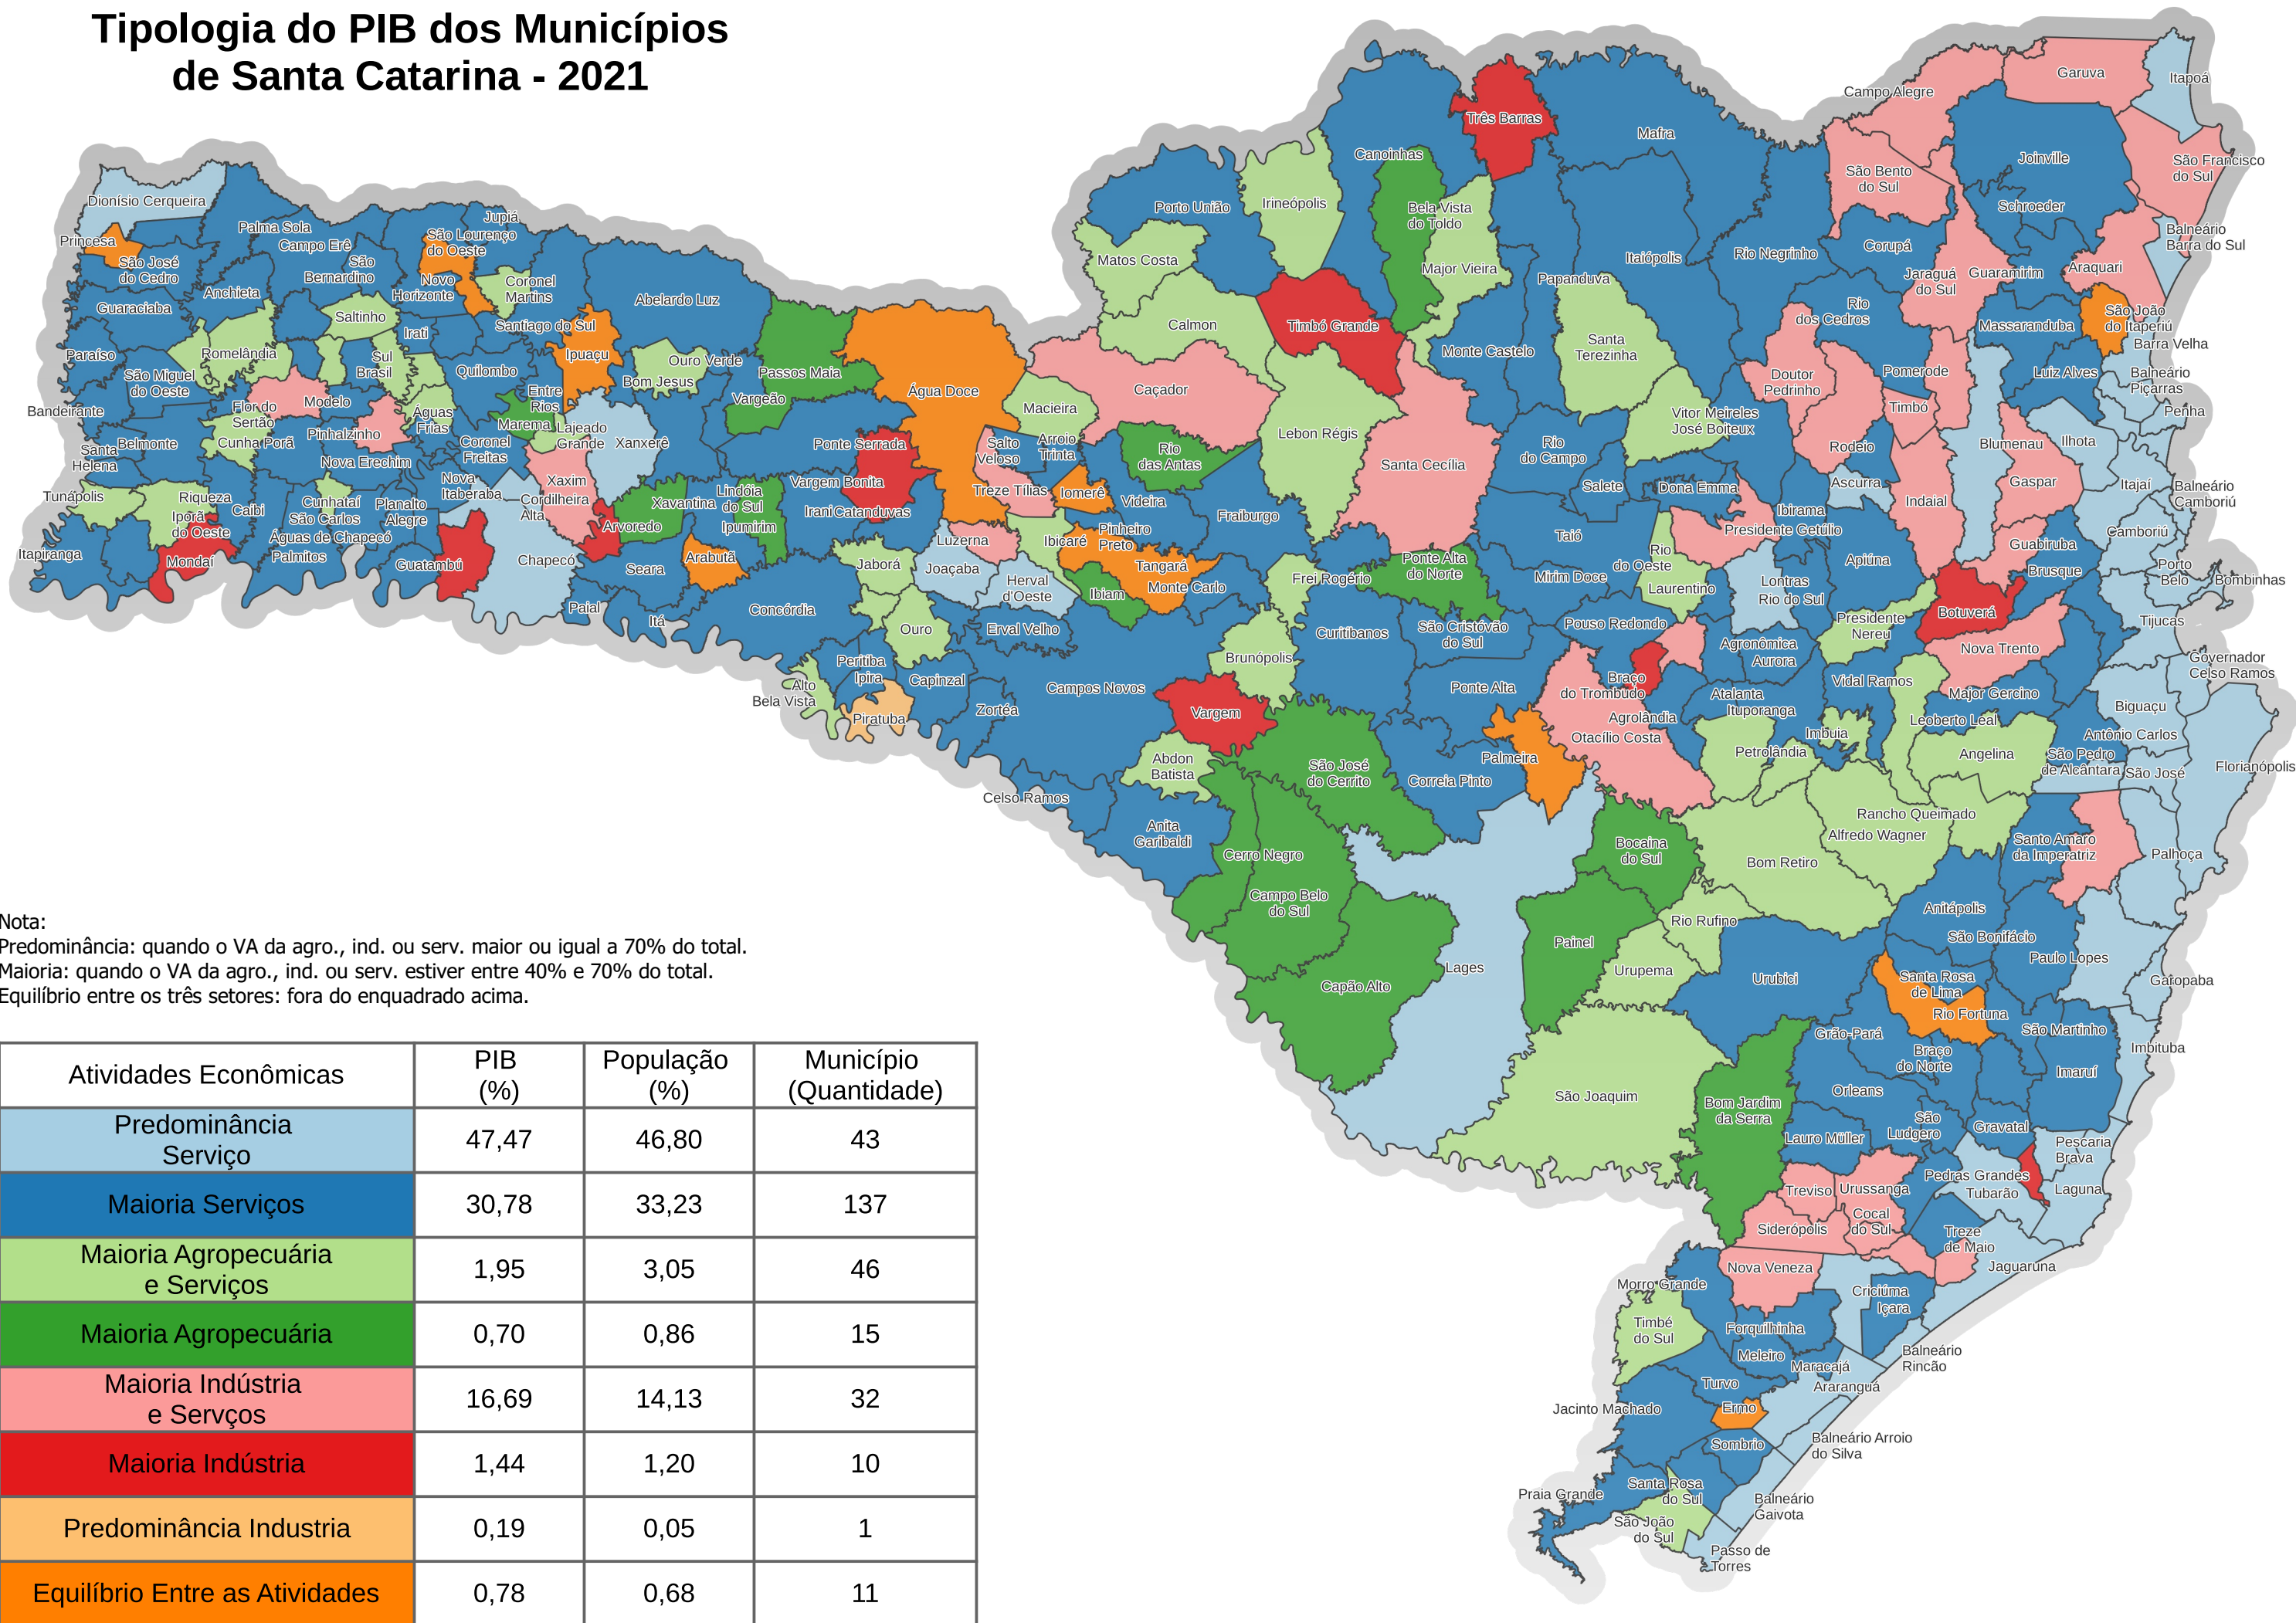 Tipologia do PIB dos Municípios
de Santa Catarina - 2021
Dionísio Cerqueira
Princesa
São José
do Cedro
Palma Sola
Campo Erê
São
Bernardino
Jupiá
São Lourenço
do Oeste
Novo
Horizonte
Coronel
Martins
Guaraciaba
Anchieta
Saltinho
Irati
Santiago do Sul
Abelardo Luz
Ipuaçu
Paraíso
Romelândia
Sul
Brasil
Quilombo
Ouro Verde
Bom Jesus
Passos Maia
São Miguel
do Oeste
Entre
Rios
Vargeão
Água Doce
Bandeirante
Flor do
Sertão
Modelo
Águas
Frias
Marema
Lajeado
Grande
Xanxerê
Ponte Serrada
Santa
Helena
Belmonte
Cunha Porã
Pinhalzinho
Nova Erechim
Coronel
Freitas
Tunápolis
Riqueza
Iporã
do Oeste
Caibi
Cunhataí
São Carlos
Planalto
Alegre
Nova
Itaberaba
Xaxim
Cordilheira
Alta
Xavantina
Lindóia
do Sul
Vargem Bonita
Irani
Catanduvas
Águas de Chapecó
Arvoredo
Ipumirim
Itapiranga
Mondaí
Palmitos
Guatambú
Chapecó
Seara
Arabutã
Jaborá
Joaçaba
Luzerna
Paial
Itá
Concórdia
Ouro
Peritiba
Ipira
Alto
Bela Vista
Piratuba
Capinzal
Zortéa
Herval
d'Oeste
Erval Velho
Campos Novos
Celso Ramos
Anita
Garibaldi
Abdon
Batista
Vargem
Brunópolis
Monte Carlo
Tangará
Ibiam
Ibicaré
Pinheiro
Preto
Iomerê
Videira
Treze Tílias
Salto
Veloso
Arroio
Trinta
Macieira
Caçador
Rio
das Antas
Fraiburgo
Lebon Régis
Calmon
Matos Costa
Porto União
Irineópolis
Timbó Grande
Canoinhas
Três Barras
Bela Vista
do Toldo
Major Vieira
Mafra
Papanduva
Itaiópolis
Monte Castelo
Santa
Terezinha
Santa Cecília
Rio Negrinho
São Bento
do Sul
Campo Alegre
Garuva
Itapoá
Joinville
São Francisco
do Sul
Schroeder
Corupá
Balneário
Barra do Sul
Jaraguá
do Sul
Guaramirim
Araquari
Rio
dos Cedros
Massaranduba
São João
do Itaperiú
Barra Velha
Doutor
Pedrinho
Pomerode
Luiz Alves
Balneário
Piçarras
Timbó
Penha
Vitor Meireles
José Boiteux
Rodeio
Blumenau
Ilhota
Rio
do Campo
Salete
Dona Emma
Ibirama
Ascurra
Indaial
Gaspar
Itajaí
Balneário
Camboriú
Taió
Presidente Getúlio
Camboriú
Guabiruba
Apiúna
Rio
do Oeste
Brusque
Porto
Belo
Bombinhas
Frei Rogério
Ponte Alta
do Norte
Mirim Doce
Laurentino
Lontras
Rio do Sul
Botuverá
Tijucas
Curitibanos
São Cristóvão
do Sul
Pouso Redondo
Agronômica
Aurora
Presidente
Nereu
Nova Trento
Governador
Celso Ramos
Braço
do Trombudo
Atalanta
Ituporanga
Vidal Ramos
Major Gercino
Biguaçu
Ponte Alta
Agrolândia
Otacílio Costa
Imbuia
Leoberto Leal
Antônio Carlos
Petrolândia
Angelina
São Pedro
de Alcântara
São José
Florianópolis
Palmeira
Correia Pinto
São José
do Cerrito
Rancho Queimado
Alfredo Wagner
Santo Amaro
da Imperatriz
Palhoça
Bocaina
do Sul
Bom Retiro
Cerro Negro
Campo Belo
do Sul
Capão Alto
Lages
Painel
Rio Rufino
Urupema
Urubici
Anitápolis
São Bonifácio
Paulo Lopes
Garopaba
Santa Rosa
de Lima
Rio Fortuna
São Martinho
Imbituba
Grão-Pará
Braço
do Norte
Imaruí
São Joaquim
Bom Jardim
da Serra
Orleans
São
Ludgero
Gravatal
Lauro Müller
Pescaria
Brava
Pedras Grandes
Tubarão
Laguna
Treviso
Urussanga
Siderópolis
Cocal
do Sul
Treze
de Maio
Jaguaruna
Nova Veneza
Morro Grande
Criciúma
Içara
Timbé
do Sul
Forquilhinha
Meleiro
Maracajá
Balneário
Rincão
Turvo
Araranguá
Jacinto Machado
Ermo
Sombrio
Balneário Arroio
do Silva
Santa Rosa
do Sul
Praia Grande
Balneário
Gaivota
São João
do Sul
Passo de
Torres
Nota:
Predominância: quando o VA da agro., ind. ou serv. maior ou igual a 70% do total.
Maioria: quando o VA da agro., ind. ou serv. estiver entre 40% e 70% do total.
Equilíbrio entre os três setores: fora do enquadrado acima.
Atividades Econômicas PIB (%) População (%) Município (Quantidade)
Predominância Serviço 47,47 46,80 43
Maioria Serviços 30,78 33,23 137
Maioria Agropecuária e Serviços 1,95 3,05 46
Maioria Agropecuária 0,70 0,86 15
Maioria Indústria e Servços 16,69 14,13 32
Maioria Indústria 1,44 1,20 10
Predominância Industria 0,19 0,05 1
Equilíbrio Entre as Atividades 0,78 0,68 11